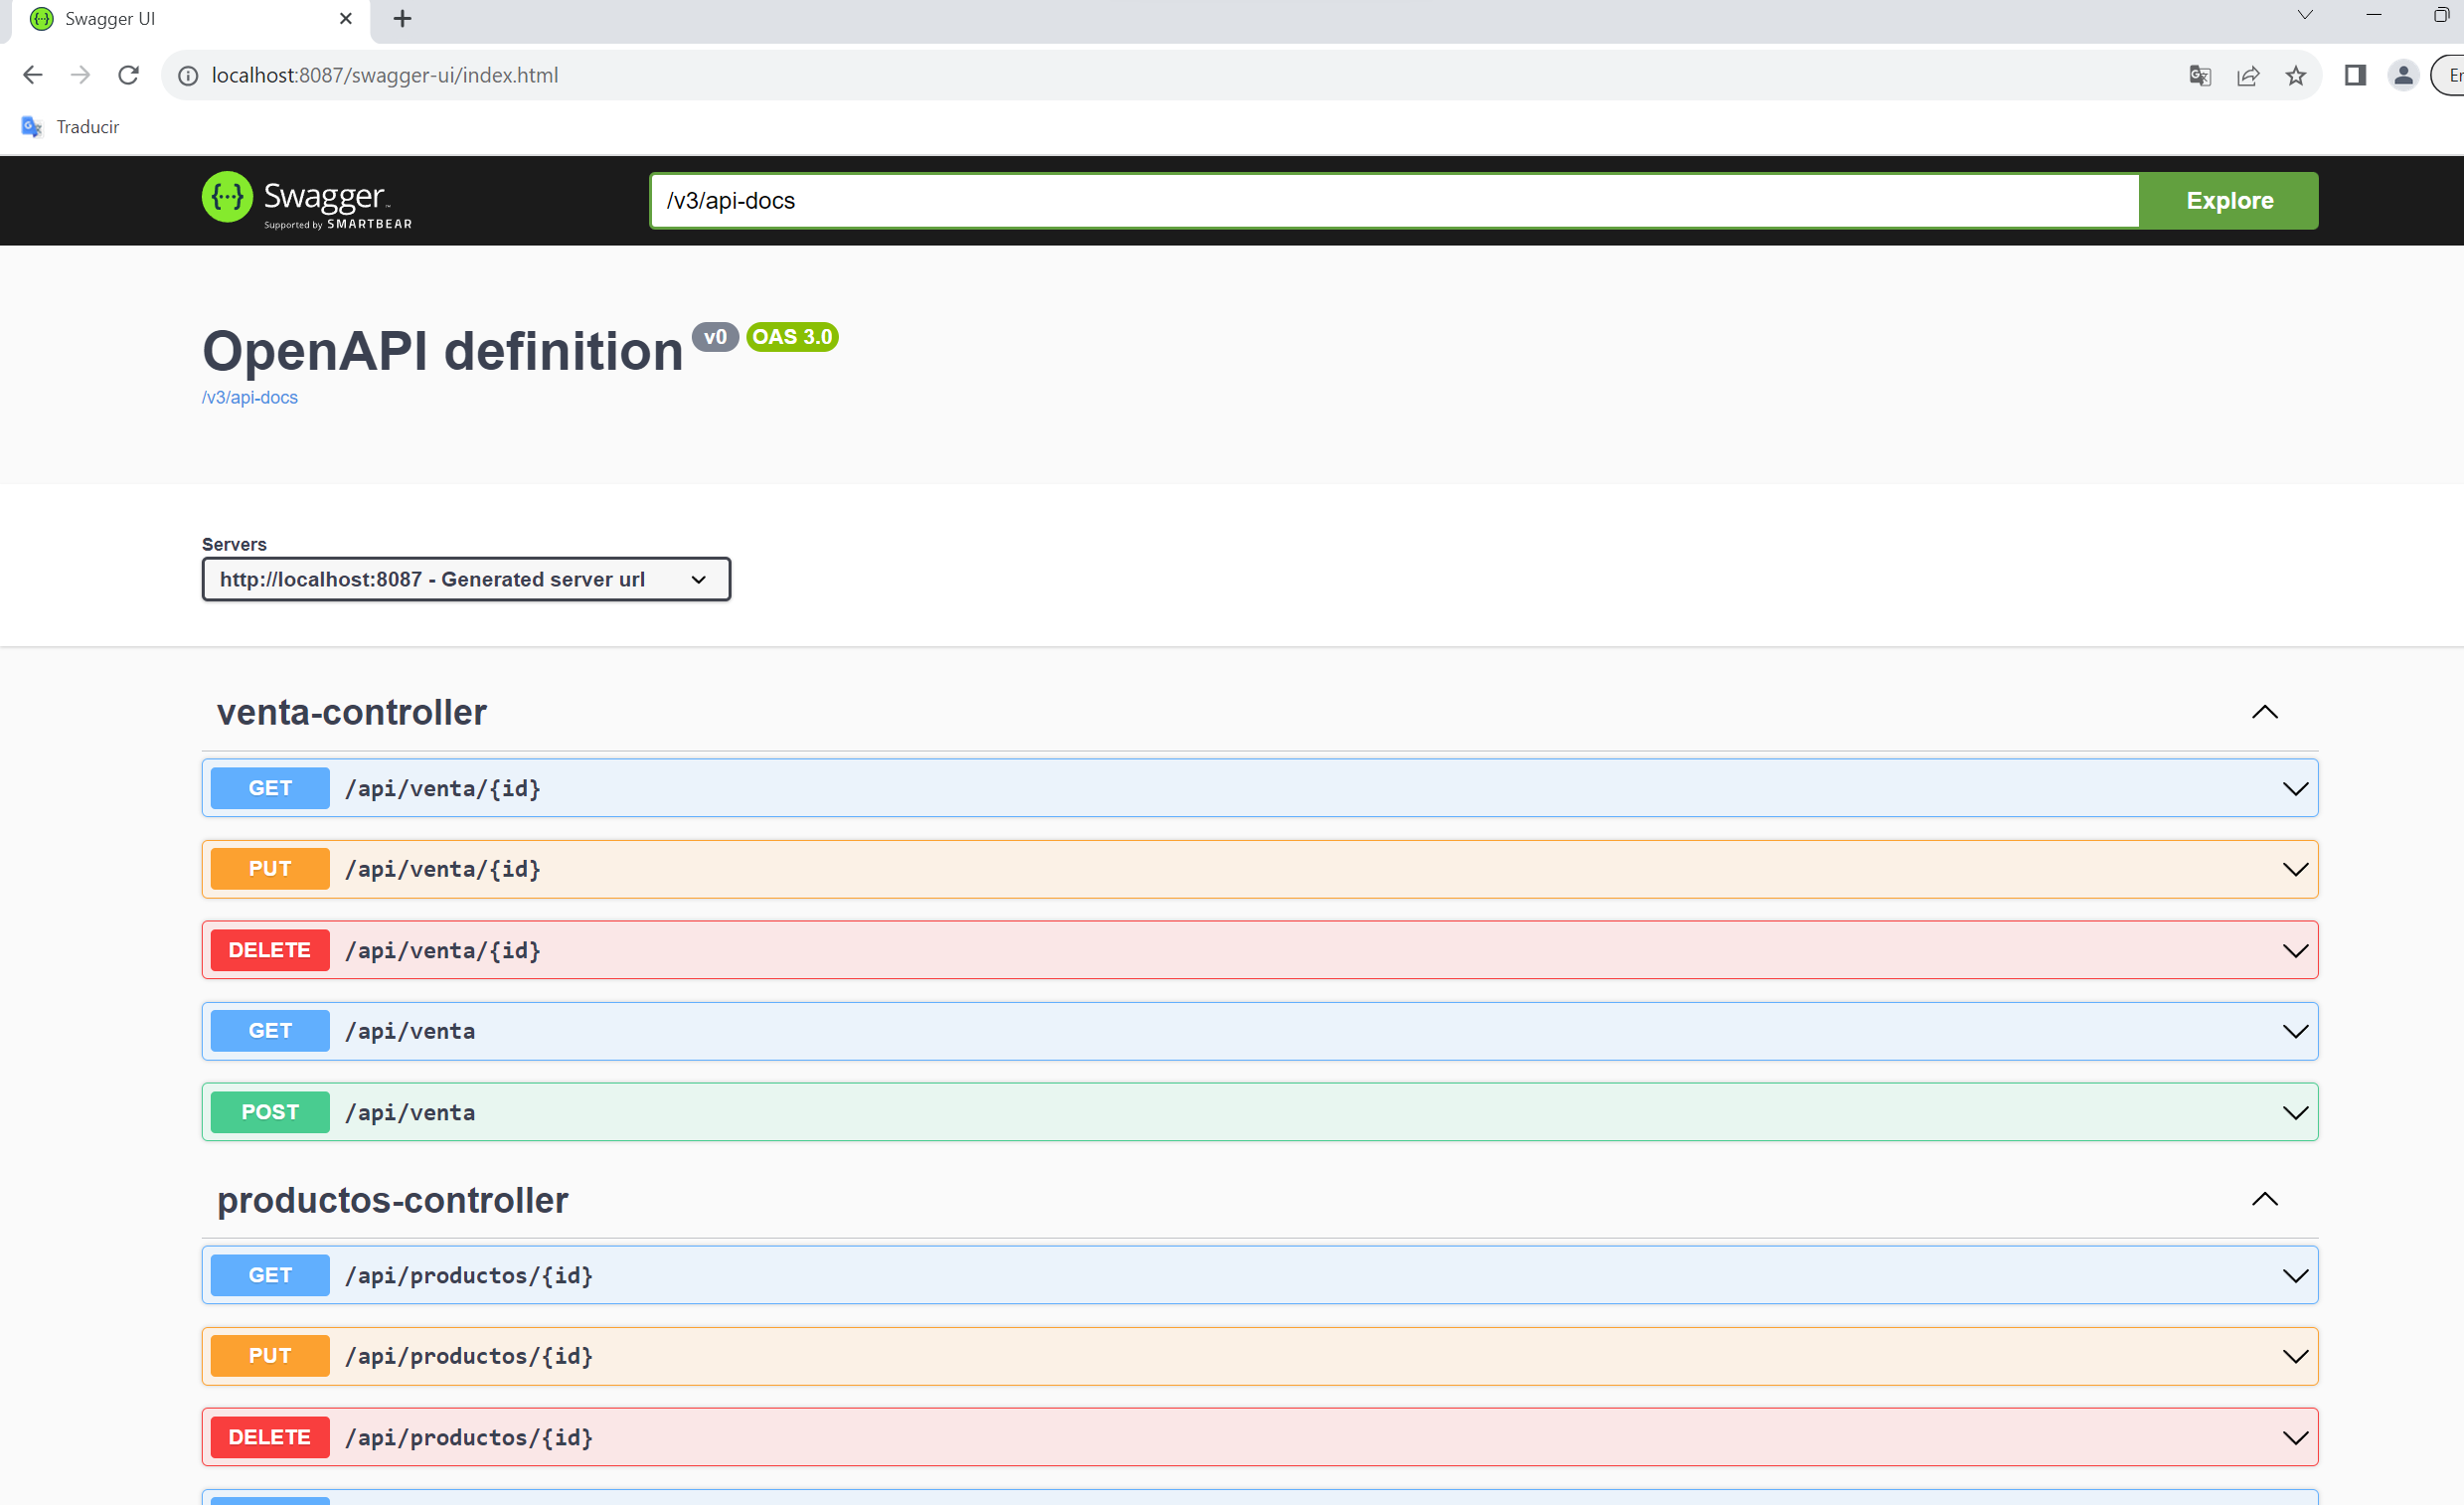 Swagger UI
localhost:8087/swagger-ui/index.html
Traducir
Swagger
Supported by SMARTBEAR
/v3/api-docs
Explore
OpenAPI definition v0 OAS 3.0
/v3/api-docs
Servers
http://localhost:8087 - Generated server url
venta-controller
GET /api/venta/{id}
PUT /api/venta/{id}
DELETE /api/venta/{id}
GET /api/venta
POST /api/venta
productos-controller
GET /api/productos/{id}
PUT /api/productos/{id}
DELETE /api/productos/{id}